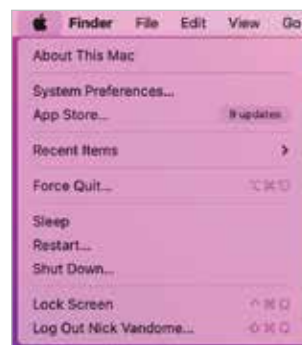 Finder File Edit View Go
About This Mac
System Preferences...
App Store... 9 updates
Recent Items >
Force Quit... ⌥⌘⎋
Sleep
Restart...
Shut Down...
Lock Screen ^⌘Q
Log Out Nick Vandome... ⇧⌘Q